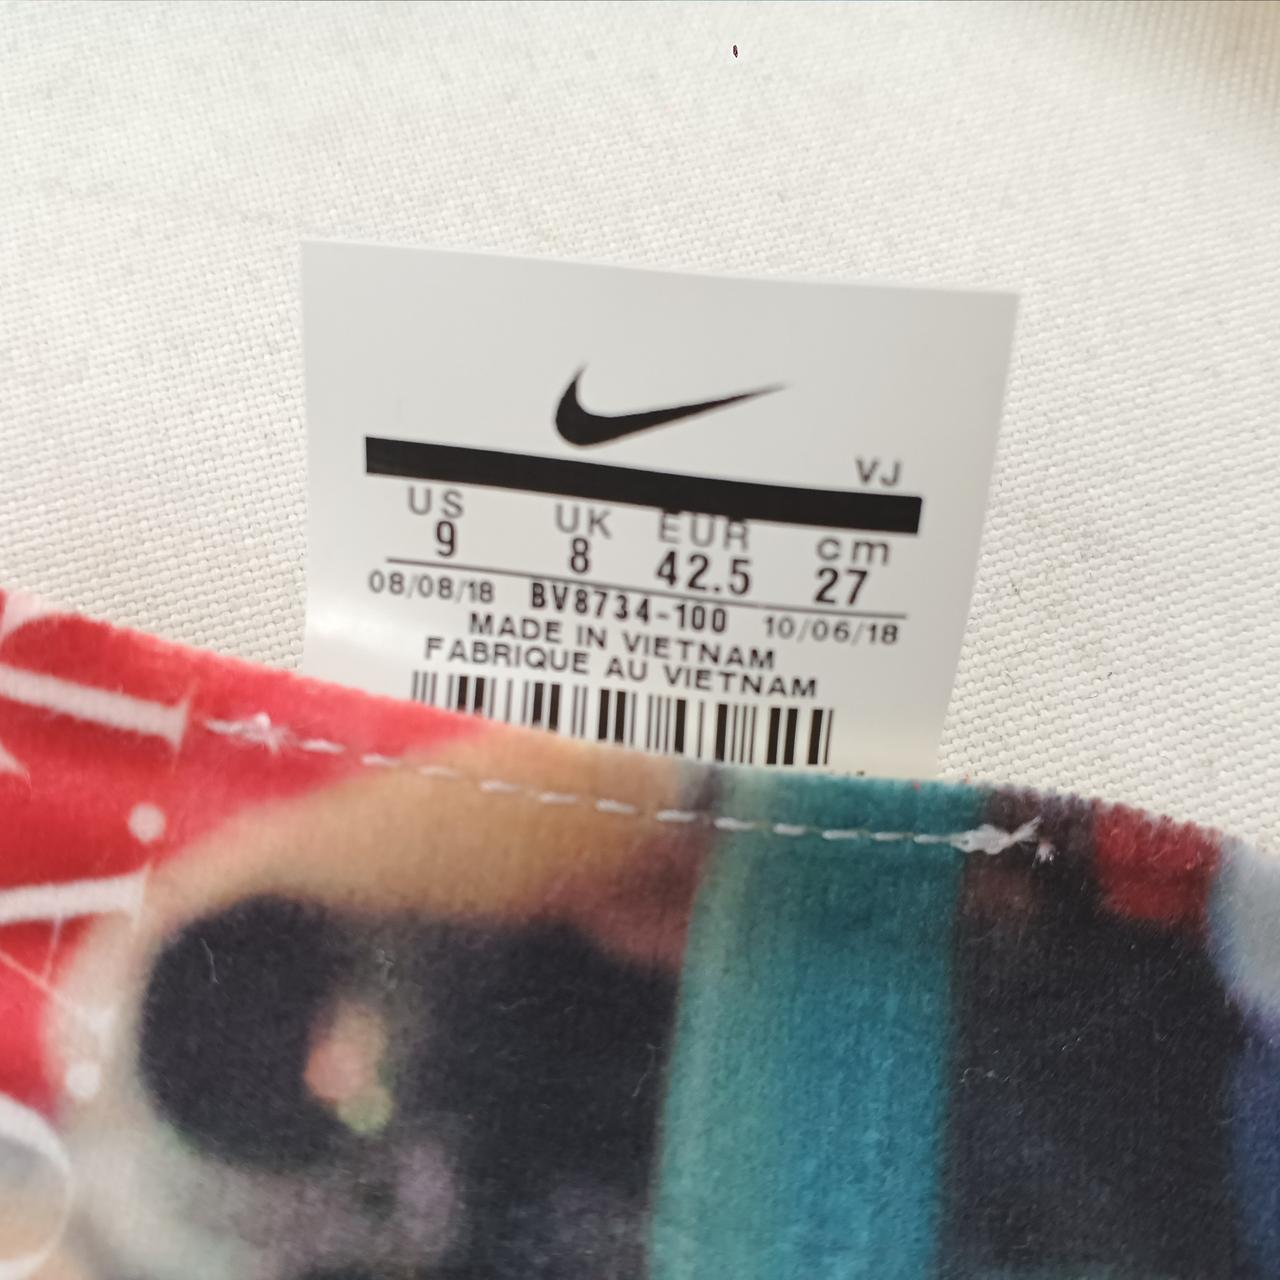 VJ
US UK EUR cm
9 8 42.5 27
08/08/18 BV8734-100 10/06/18
MADE IN VIETNAM
FABRIQUE AU VIETNAM